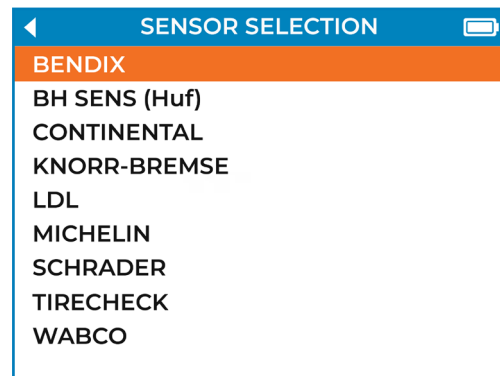 SENSOR SELECTION
BENDIX
BH SENS (Huf)
CONTINENTAL
KNORR-BREMSE
LDL
MICHELIN
SCHRADER
TIRECHECK
WABCO